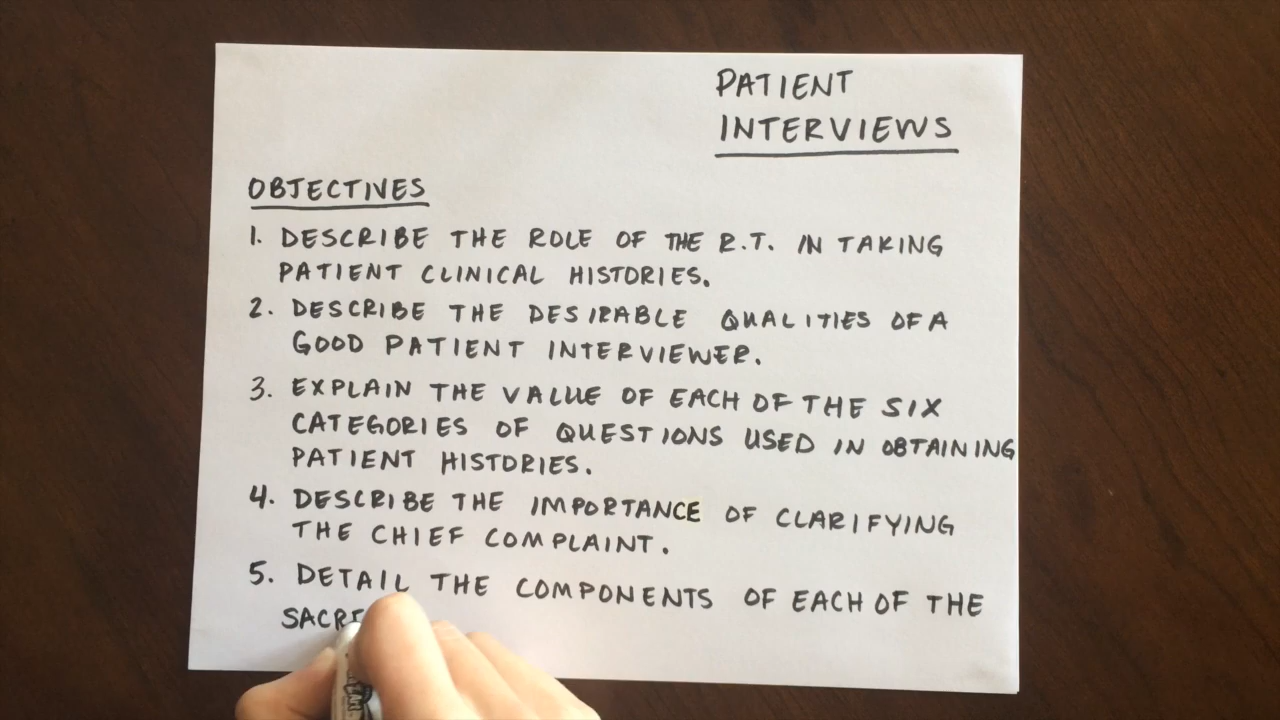 PATIENT
INTERVIEWS
OBJECTIVES
1. DESCRIBE THE ROLE OF THE R.T. IN TAKING
PATIENT CLINICAL HISTORIES.
2. DESCRIBE THE DESIRABLE QUALITIES OF A
GOOD PATIENT INTERVIEWER.
3. EXPLAIN THE VALUE OF EACH OF THE SIX
CATEGORIES OF QUESTIONS USED IN OBTAINING
PATIENT HISTORIES.
4. DESCRIBE THE IMPORTANCE OF CLARIFYING
THE CHIEF COMPLAINT.
5. DETAIL THE COMPONENTS OF EACH OF THE